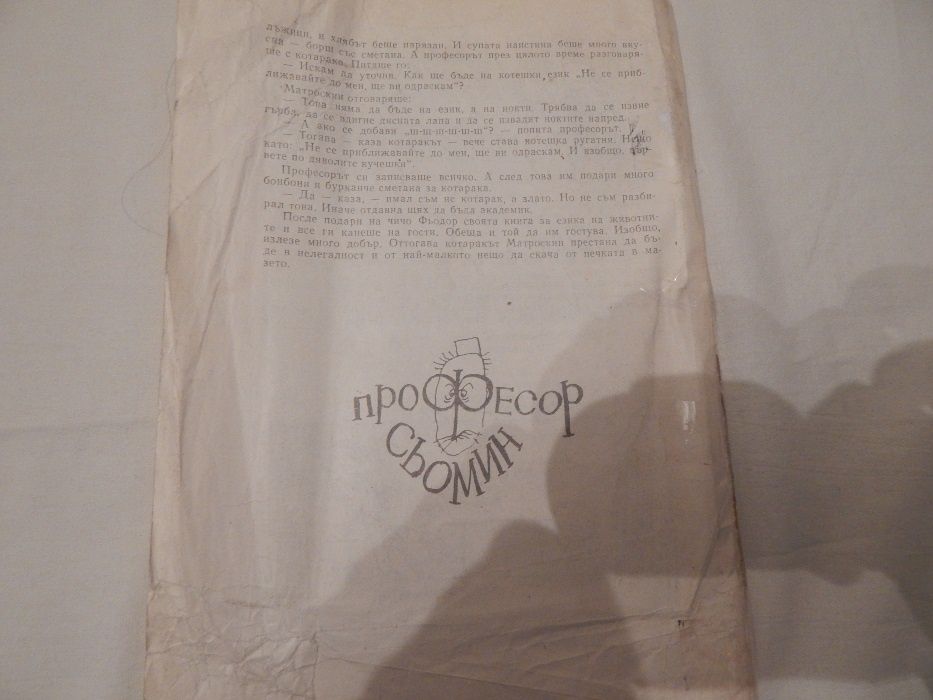 лъжици, и хлябът беше нарязан. И супата наистина беше много вку-
сна — борш със сметана. А професорът през цялото време разговаря-
ше с котарака. Питаше го:
— Искам да уточня. Как ще бъде на котешки език „Не се приб-
лижавайте до мен, ще ви одраскам“?
Матроскин отговаряше:
— Това няма да бъде на език, а на нокти. Трябва да се извие
гърба, да се вдигне дясната лапа и да се извадят ноктите напред.
— А ако се добави „ш-ш-ш-ш-ш-ш“? — попита професорът.
— Тогава — каза котаракът — вече става котешка ругатня. Нещо
като: „Не се приближавайте до мен, ще ви одраскам. И изобщо, вър-
вете по дяволите кучешки“.
Професорът си записваше всичко. А след това им подари много
бонбони и бурканче сметана за котарака.
— Да — каза, — имал съм не котарак, а злато. Но не съм разби-
рал това. Иначе отдавна щях да бъда академик.
После подари на чичо Фьодор своята книга за езика на животни-
те и все ги канеше на гости. Обеща и той да им гостува. Изобщо,
излезе много добър. Оттогава котаракът Матроскин престана да бъ-
де в нелегалност и от най-малкото нещо да скача от печката в ма-
зето.
професор
Сьомин